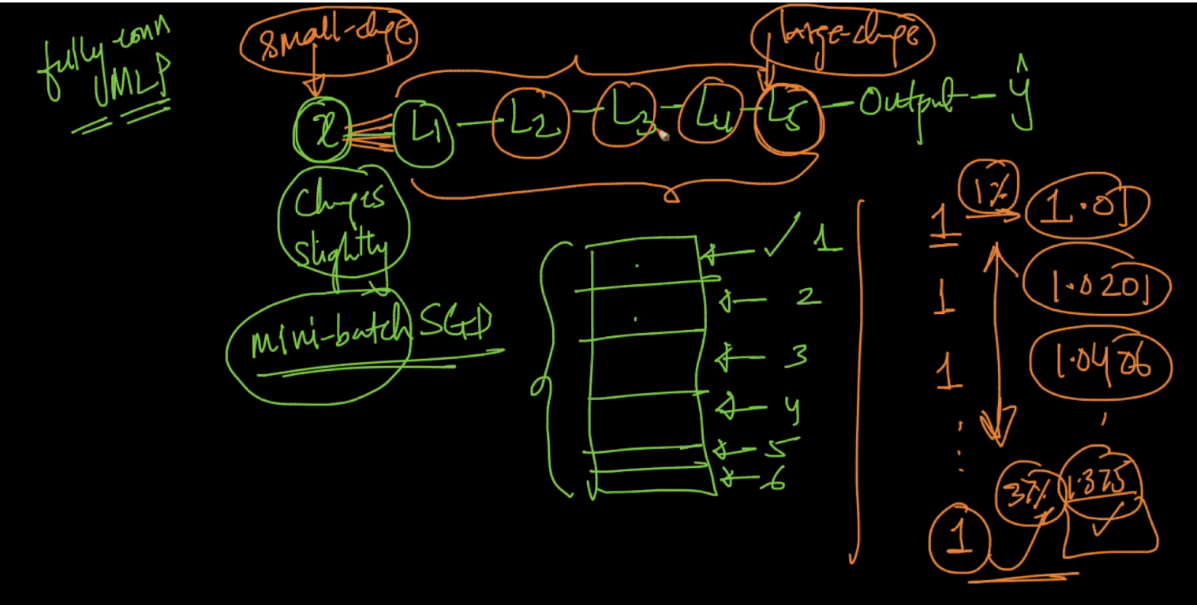 fully-conn
MLP
small-change
large-changes
x
L1
L2
L3
L4
L5
Output
ŷ
Changes
slightly
mini-batch SGD
1
2
3
4
5
6
1
1%
1.01
1
1.0201
1
1.0406
1
37%
1.375